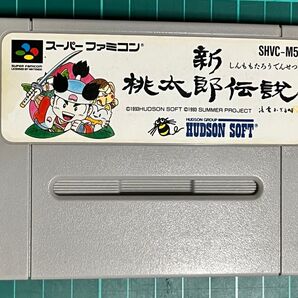 SUPER FAMICOM
スーパーファミコン
SHVC-M5
新
しんももたろうでんせつ
桃太郎伝説
©1993HUDSON SOFT ©1993 SUMMER PROJECT
HUDSON GROUP
HUDSON SOFT®